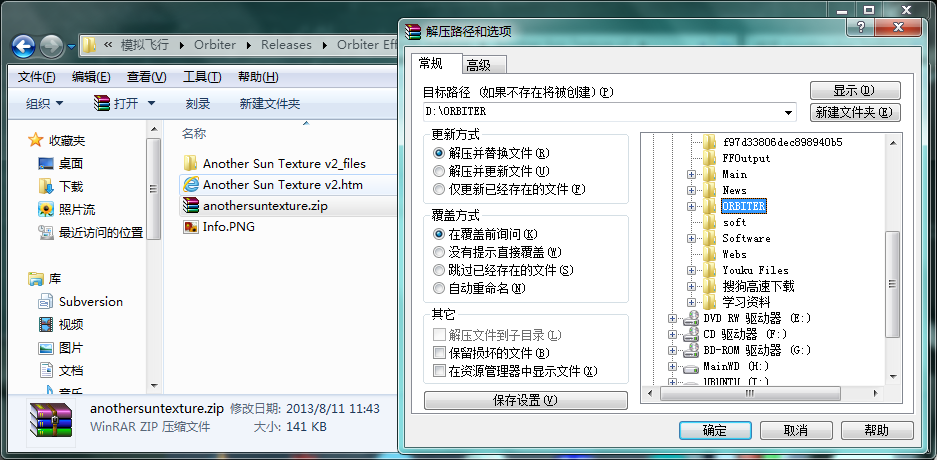 « 模拟飞行 Orbiter Releases Orbiter Eff
文件(F) 编辑(E) 查看(V) 工具(T) 帮助(H)
组织 打开 刻录 新建文件夹
收藏夹
桌面
下载
照片流
最近访问的位置
库
Subversion
视频
图片
文档
音乐
名称
Another Sun Texture v2_files
Another Sun Texture v2.htm
anothersuntexture.zip
Info.PNG
anothersuntexture.zip 修改日期: 2013/8/11 11:43
WinRAR ZIP 压缩文件 大小: 141 KB
解压路径和选项
常规 高级
目标路径 (如果不存在将被创建)(P)
显示(D)
D:\ORBITER
新建文件夹(E)
更新方式
解压并替换文件(R)
解压并更新文件(U)
仅更新已经存在的文件(F)
覆盖方式
在覆盖前询问(K)
没有提示直接覆盖(W)
跳过已经存在的文件(S)
自动重命名(N)
其它
解压文件到子目录(L)
保留损坏的文件(B)
在资源管理器中显示文件(X)
保存设置(V)
f97d33806dec898940b5
FFOutput
Main
News
ORBITER
soft
Software
Webs
Youku Files
搜狗高速下载
学习资料
DVD RW 驱动器 (E:)
CD 驱动器 (F:)
BD-ROM 驱动器 (G:)
MainWD (H:)
UBUNTU (I:)
确定 取消 帮助